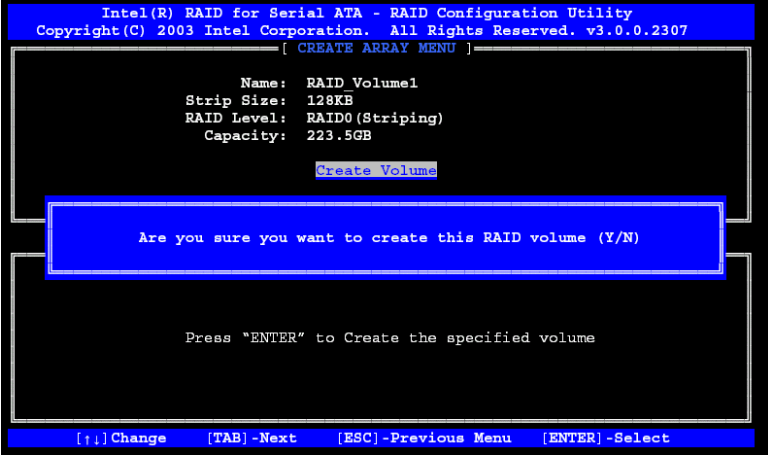 Intel(R) RAID for Serial ATA - RAID Configuration Utility
Copyright(C) 2003 Intel Corporation. All Rights Reserved. v3.0.0.2307
[ CREATE ARRAY MENU ]
Name: RAID_Volume1
Strip Size: 128KB
RAID Level: RAID0(Striping)
Capacity: 223.5GB
Create Volume
Are you sure you want to create this RAID volume (Y/N)
Press “ENTER” to Create the specified volume
[↑↓]Change [TAB]-Next [ESC]-Previous Menu [ENTER]-Select